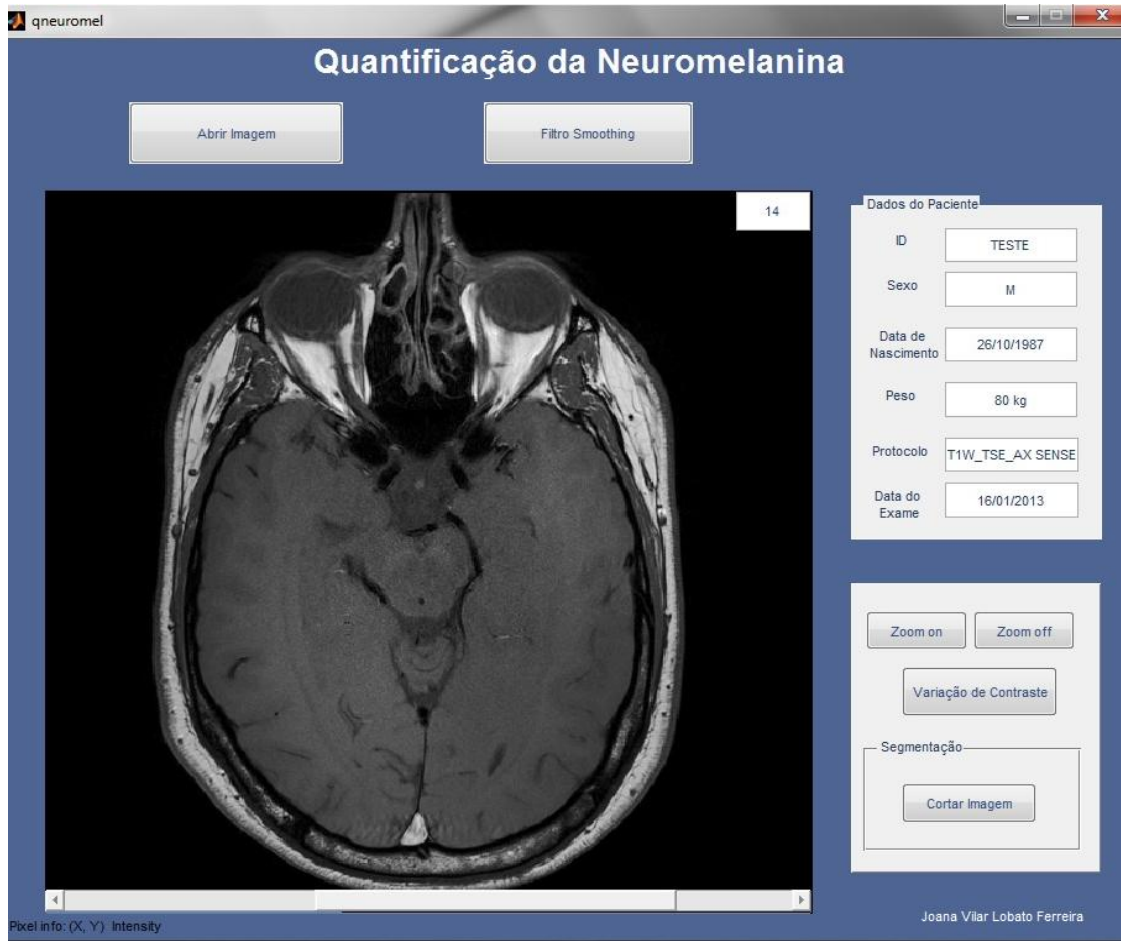 qneuromel
Quantificação da Neuromelanina
Abrir Imagem
Filtro Smoothing
14
Dados do Paciente
ID
TESTE
Sexo
M
Data de
Nascimento
26/10/1987
Peso
80 kg
Protocolo
T1W_TSE_AX SENSE
Data do
Exame
16/01/2013
Zoom on
Zoom off
Variação de Contraste
Segmentação
Cortar Imagem
Pixel info: (X, Y) Intensity
Joana Vilar Lobato Ferreira